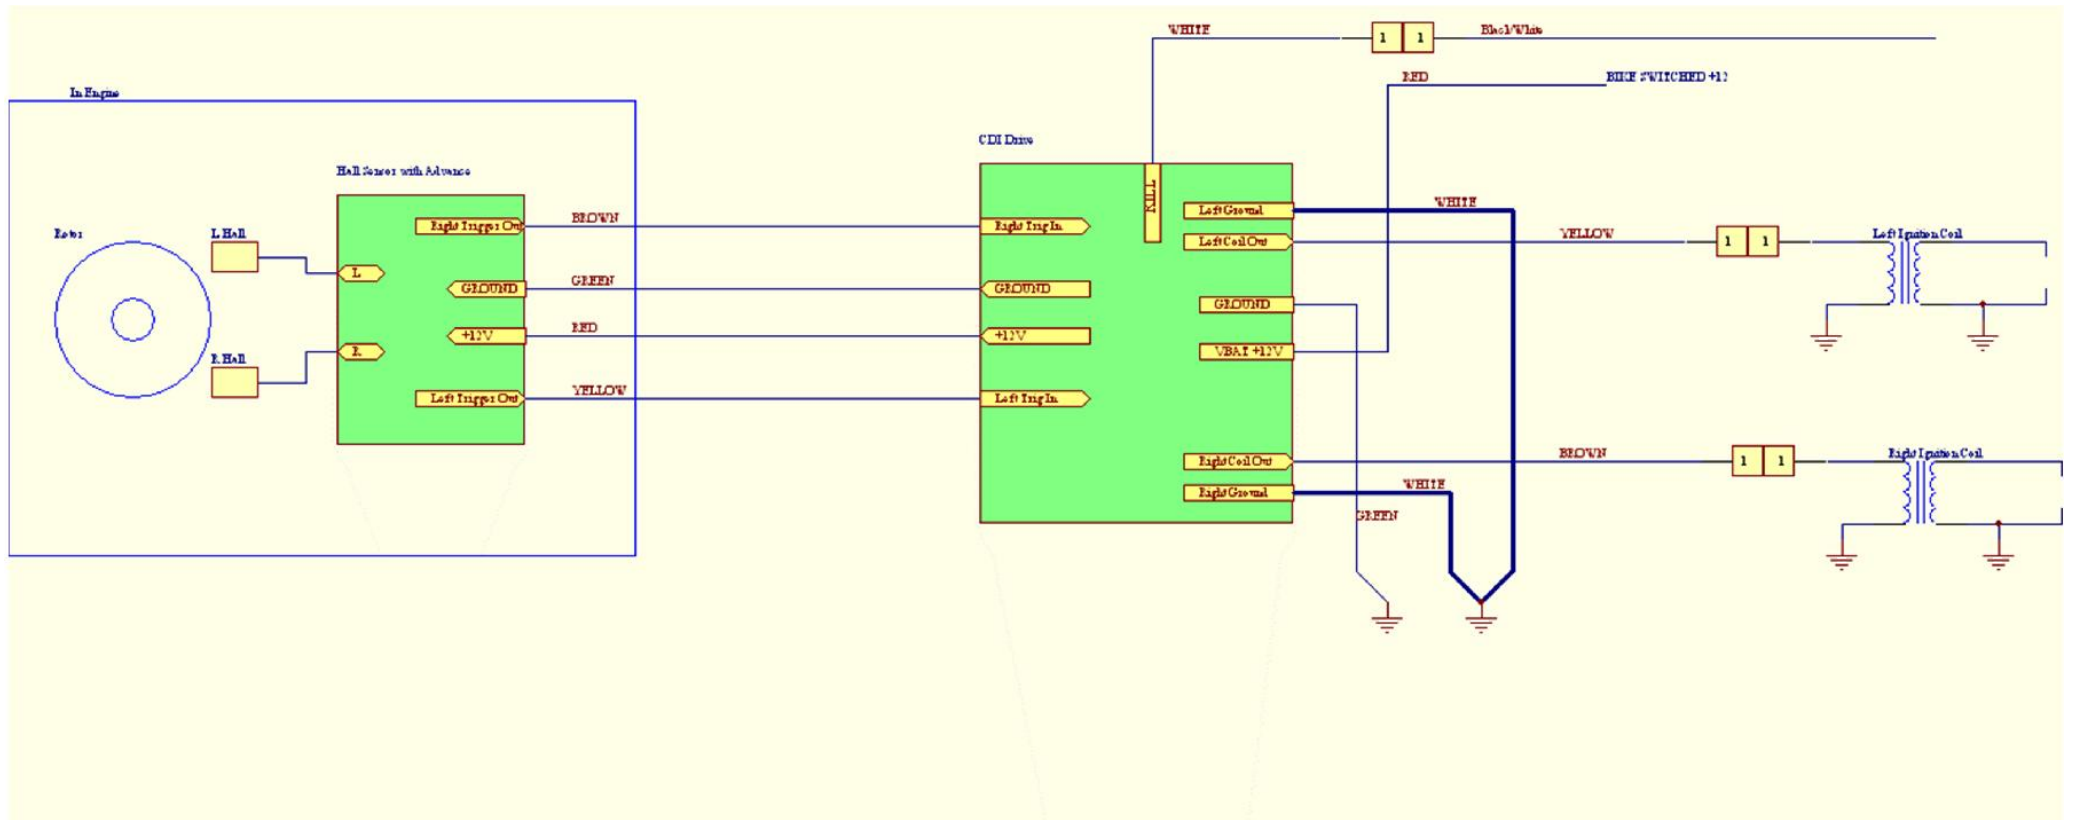 WHITE
1 1
Black/White
RED
BIKE SWITCHED +12
In Engine
CDI Drive
Hall Sensor with Advance
KILL
Left Ground
WHITE
Right Trigger Out
BROWN
Right Trig In
Rotor
L Hall
Left Coil Out
YELLOW
1 1
Left Ignition Coil
L
GROUND
GREEN
GROUND
GROUND
+12V
RED
+12V
VBAT +12V
R Hall
R
Left Trigger Out
YELLOW
Left Trig In
Right Coil Out
BROWN
1 1
Right Ignition Coil
Right Ground
WHITE
GREEN